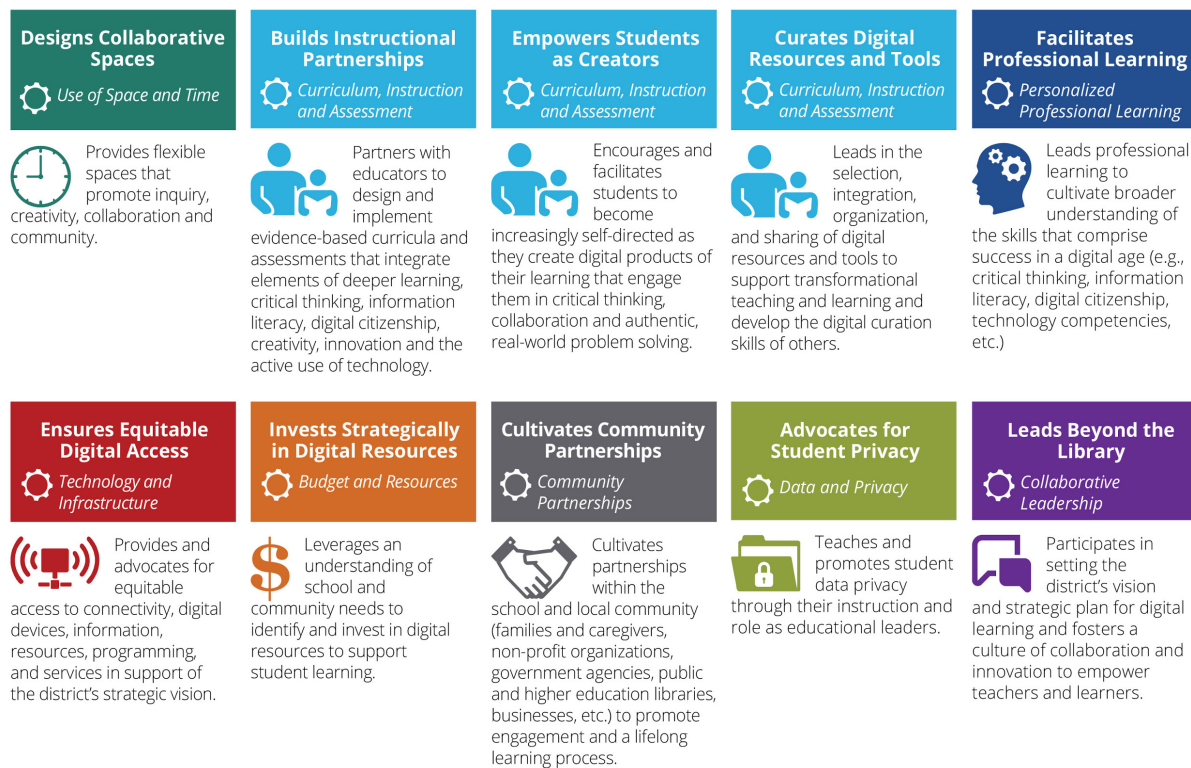 Designs Collaborative
Spaces
Use of Space and Time
Provides flexible
spaces that
promote inquiry,
creativity, collaboration and
community.
Builds Instructional
Partnerships
Curriculum, Instruction
and Assessment
Partners with
educators to
design and
implement
evidence-based curricula and
assessments that integrate
elements of deeper learning,
critical thinking, information
literacy, digital citizenship,
creativity, innovation and the
active use of technology.
Empowers Students
as Creators
Curriculum, Instruction
and Assessment
Encourages and
facilitates
students to
become
increasingly self-directed as
they create digital products of
their learning that engage
them in critical thinking,
collaboration and authentic,
real-world problem solving.
Curates Digital
Resources and Tools
Curriculum, Instruction
and Assessment
Leads in the
selection,
integration,
organization,
and sharing of digital
resources and tools to
support transformational
teaching and learning and
develop the digital curation
skills of others.
Facilitates
Professional Learning
Personalized
Professional Learning
Leads professional
learning to
cultivate broader
understanding of
the skills that comprise
success in a digital age (e.g.,
critical thinking, information
literacy, digital citizenship,
technology competencies,
etc.)
Ensures Equitable
Digital Access
Technology and
Infrastructure
Provides and
advocates for
equitable
access to connectivity, digital
devices, information,
resources, programming,
and services in support of
the district's strategic vision.
Invests Strategically
in Digital Resources
Budget and Resources
$
Leverages an
understanding of
school and
community needs to
identify and invest in digital
resources to support
student learning.
Cultivates Community
Partnerships
Community
Partnerships
Cultivates
partnerships
within the
school and local community
(families and caregivers,
non-profit organizations,
government agencies, public
and higher education libraries,
businesses, etc.) to promote
engagement and a lifelong
learning process.
Advocates for
Student Privacy
Data and Privacy
Teaches and
promotes student
data privacy
through their instruction and
role as educational leaders.
Leads Beyond the
Library
Collaborative
Leadership
Participates in
setting the
district's vision
and strategic plan for digital
learning and fosters a
culture of collaboration and
innovation to empower
teachers and learners.